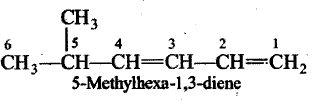 CH₃
6 5 4 3 2 1
CH₃—CH—CH=CH—CH=CH₂
5-Methylhexa-1,3-diene